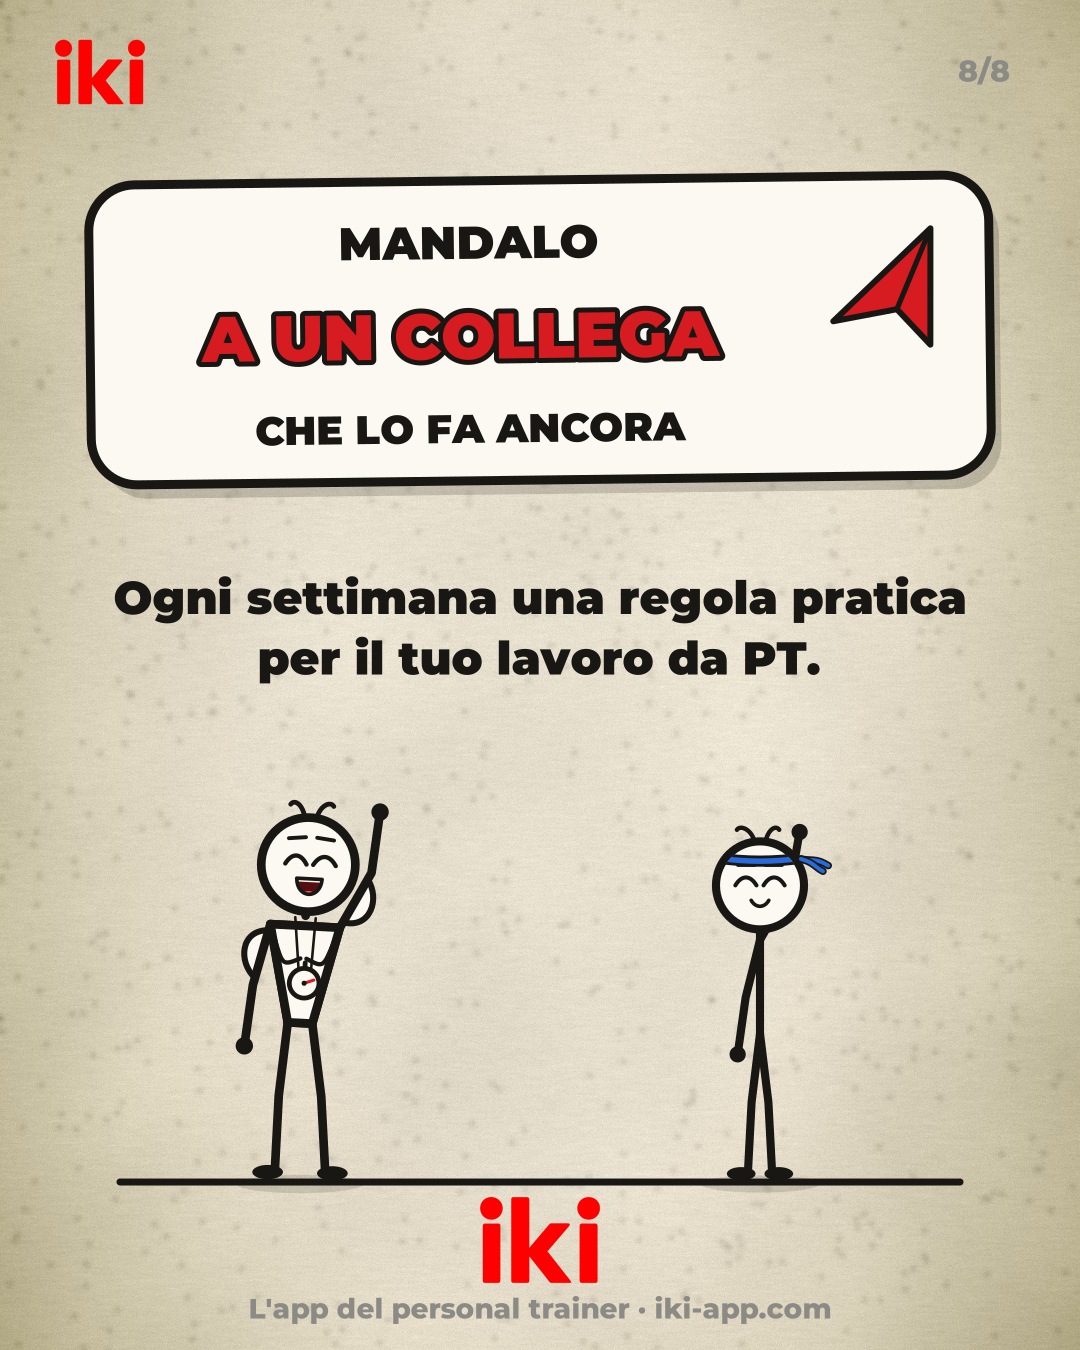 iki
8/8
MANDALO
A UN COLLEGA
CHE LO FA ANCORA
Ogni settimana una regola pratica
per il tuo lavoro da PT.
iki
L'app del personal trainer · iki-app.com